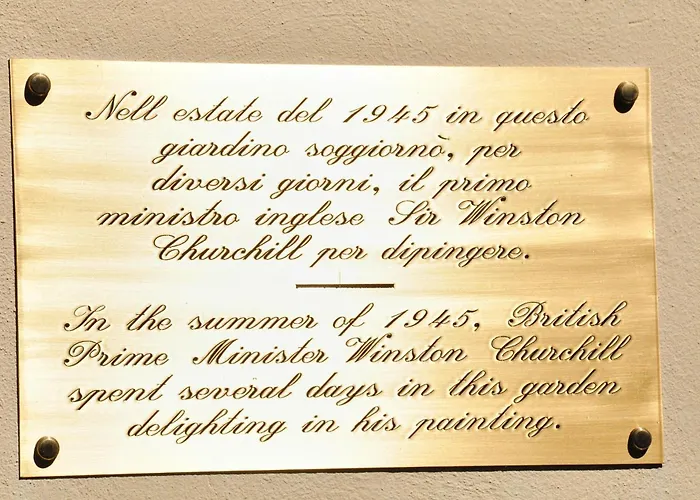 Nell estate del 1945 in questo
giardino soggiornò, per
diversi giorni, il primo
ministro inglese Sir Winston
Churchill per dipingere.
In the summer of 1945, British
Prime Minister Winston Churchill
spent several days in this garden
delighting in his painting.